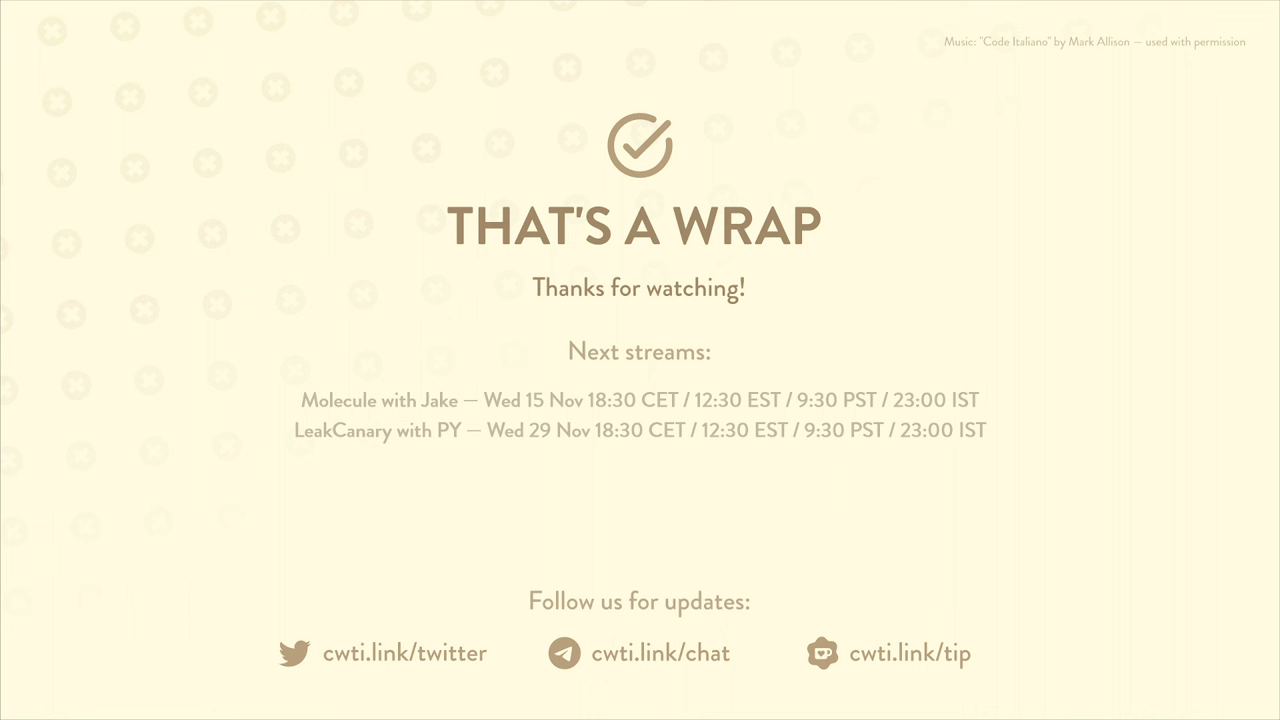 Music: "Code Italiano" by Mark Allison — used with permission
THAT'S A WRAP
Thanks for watching!
Next streams:
Molecule with Jake — Wed 15 Nov 18:30 CET / 12:30 EST / 9:30 PST / 23:00 IST
LeakCanary with PY — Wed 29 Nov 18:30 CET / 12:30 EST / 9:30 PST / 23:00 IST
Follow us for updates:
cwti.link/twitter
cwti.link/chat
cwti.link/tip